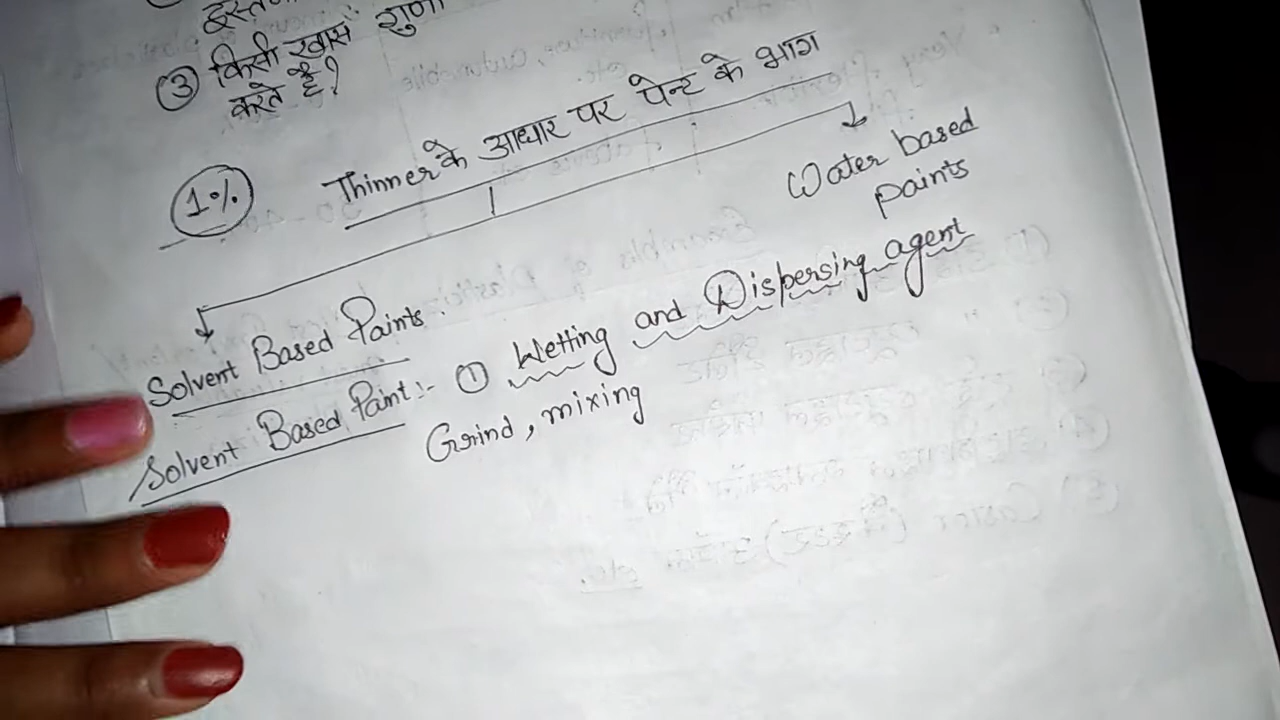 ③ किसी खास गुण
करते है?
1% Thinner के आधार पर पेन्ट के भाग
Water based
paints
Solvent Based Paints.
Solvent Based Paint:- ① Wetting and Dispersing agent
Grind, mixing